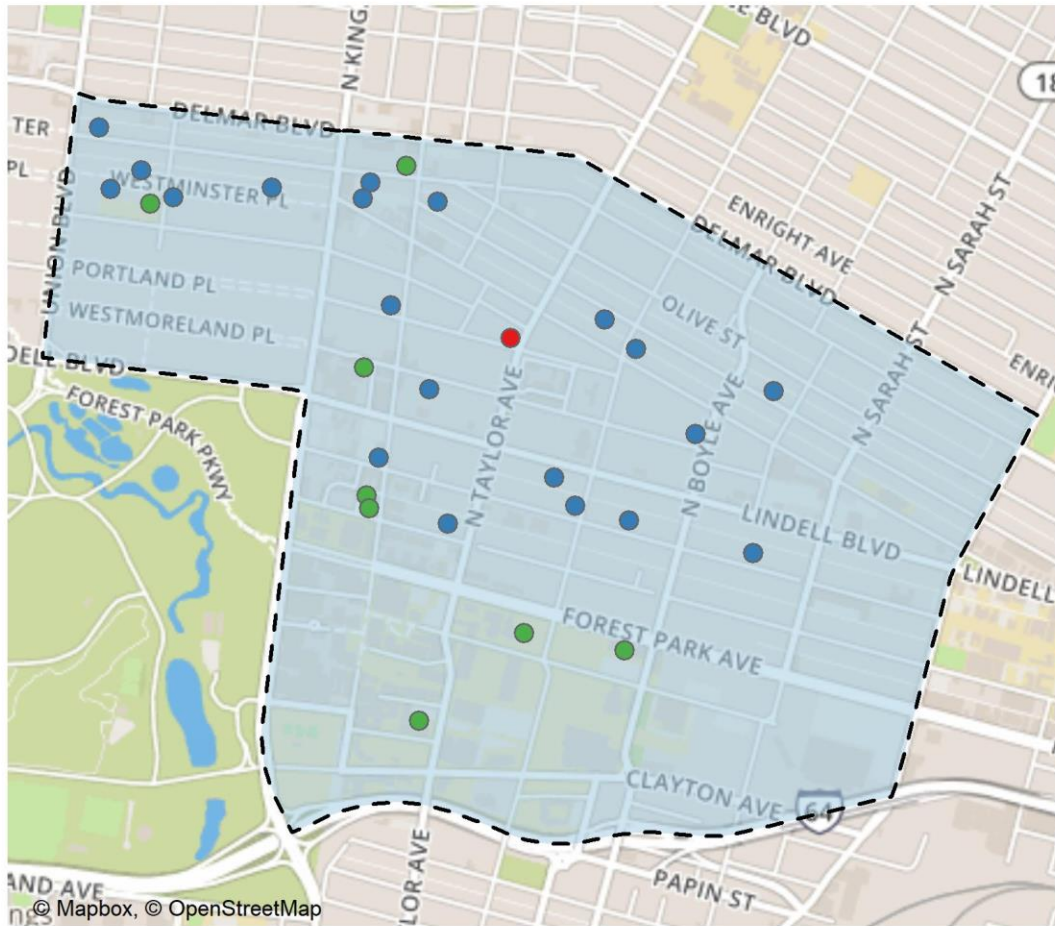 E BLVD
N KING
18
DELMAR BLVD
TER
PL
WESTMINSTER PL
UNION BLVD
ENRIGHT AVE
N SARAH ST
DELMAR BLVD
PORTLAND PL
OLIVE ST
WESTMORELAND PL
DELL BLVD
ENRI
FOREST PARK PKWY
N TAYLOR AVE
N BOYLE AVE
N SARAH ST
LINDELL BLVD
LINDELL
FOREST PARK AVE
CLAYTON AVE
64
LOR AVE
PAPIN ST
AND AVE
ngs
© Mapbox, © OpenStreetMap